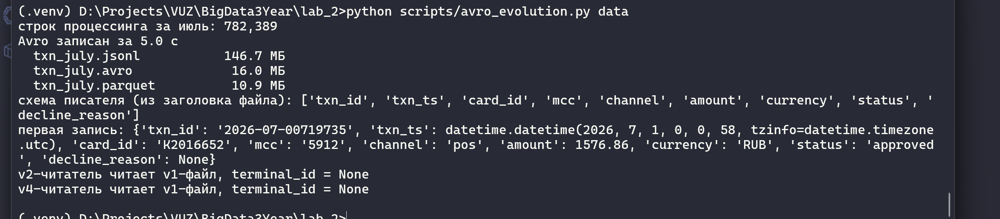 (.venv) D:\Projects\VUZ\BigData3Year\lab_2>python scripts/avro_evolution.py data
строк процессинга за июль: 782,389
Avro записан за 5.0 с
  txn_july.jsonl           146.7 МБ
  txn_july.avro             16.0 МБ
  txn_july.parquet          10.9 МБ
схема писателя (из заголовка файла): ['txn_id', 'txn_ts', 'card_id', 'mcc', 'channel', 'amount', 'currency', 'status', '
decline_reason']
первая запись: {'txn_id': '2026-07-00719735', 'txn_ts': datetime.datetime(2026, 7, 1, 0, 0, 58, tzinfo=datetime.timezone
.utc), 'card_id': 'K2016652', 'mcc': '5912', 'channel': 'pos', 'amount': 1576.86, 'currency': 'RUB', 'status': 'approved
', 'decline_reason': None}
v2-читатель читает v1-файл, terminal_id = None
v4-читатель читает v1-файл, terminal_id = None
(.venv) D:\Projects\VUZ\BigData3Year\lab_2>